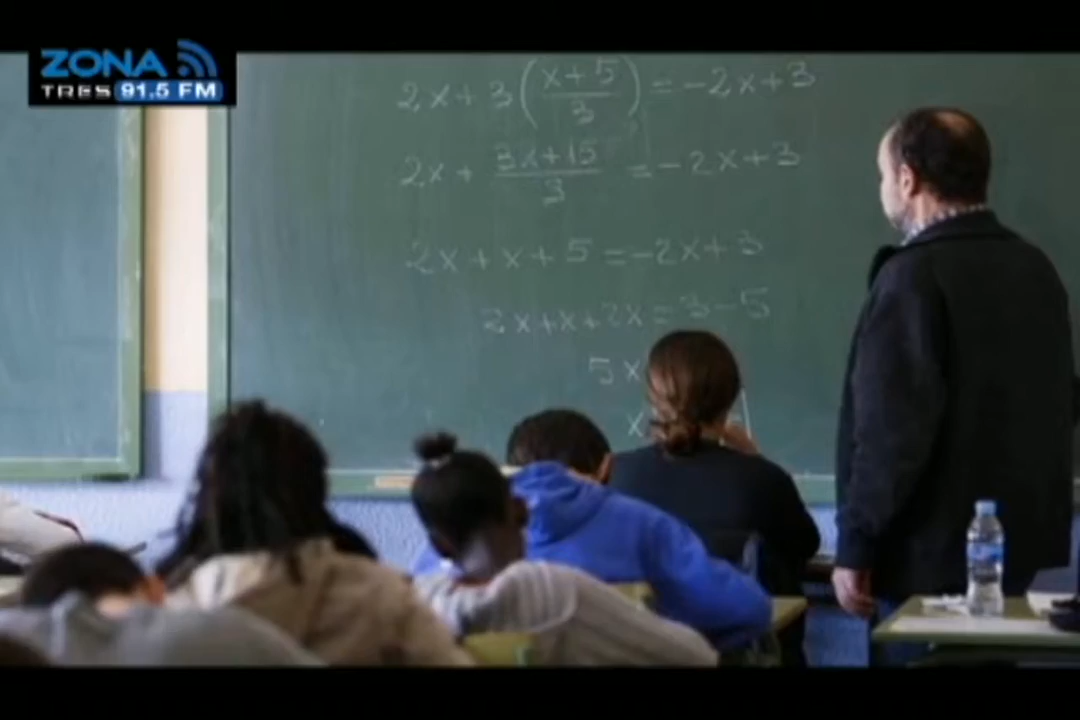 ZONA
TRES 91.5 FM
2x + 3(x+5/3) = -2x+3
2x + 3x+15/3 = -2x+3
2x + x + 5 = -2x+3
2x+x+2x = 3-5
5x
x